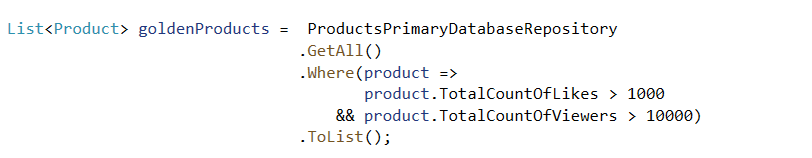 List<Product> goldenProducts =  ProductsPrimaryDatabaseRepository
.GetAll()
.Where(product =>
product.TotalCountOfLikes > 1000
&& product.TotalCountOfViewers > 10000)
.ToList();